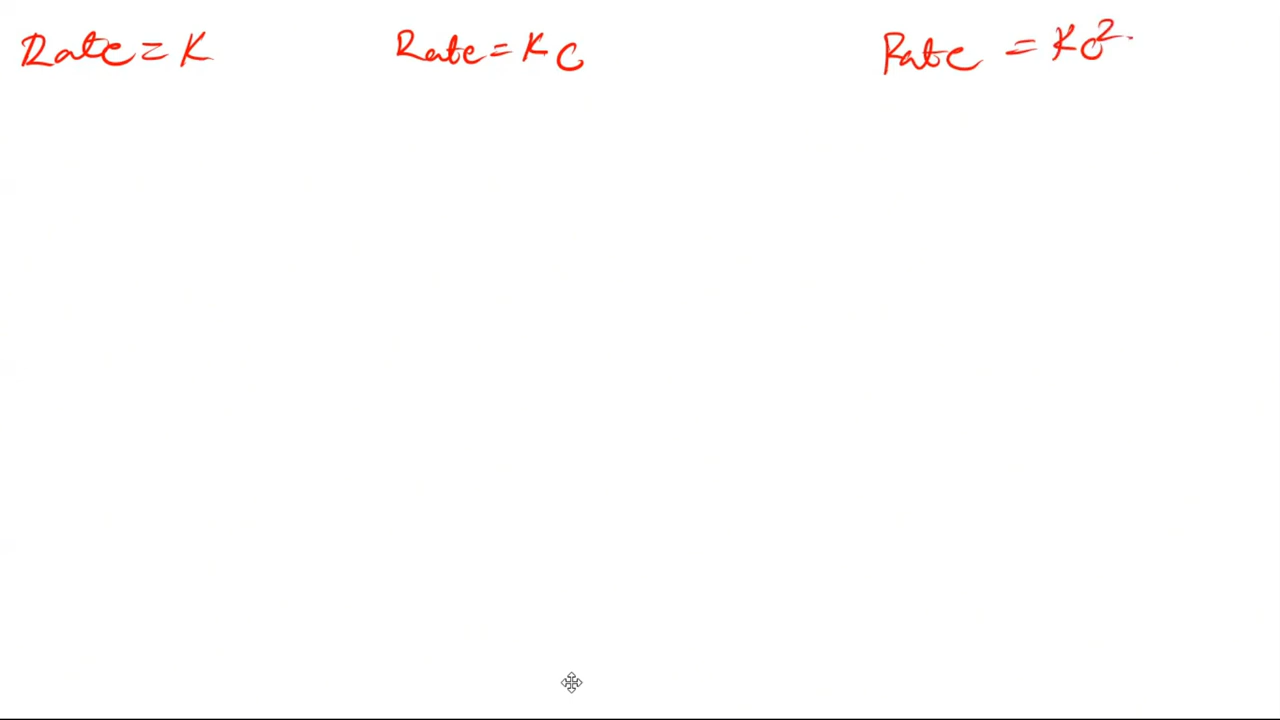 Rate = K Rate = K C Rate = K C²